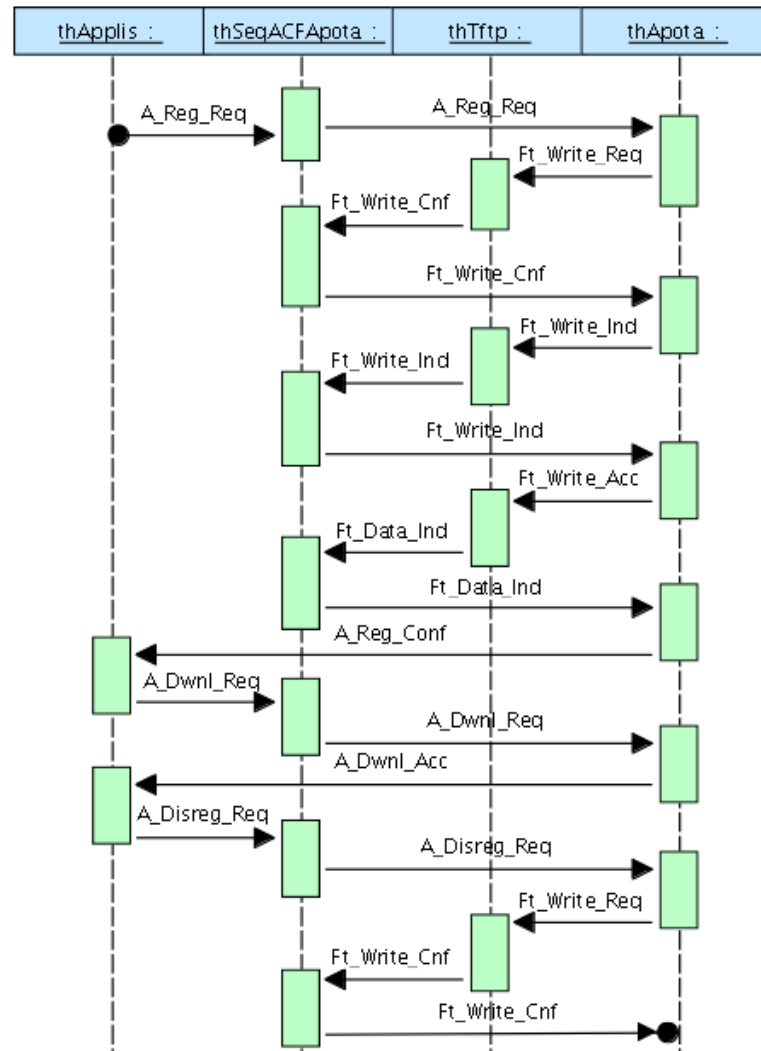 thApplis : thSeqACFApota : thTftp : thApota :
A_Reg_Req
A_Reg_Req
Ft_Write_Req
Ft_Write_Cnf
Ft_Write_Cnf
Ft_Write_Ind
Ft_Write_Ind
Ft_Write_Ind
Ft_Write_Acc
Ft_Data_Ind
Ft_Data_Ind
A_Reg_Conf
A_Dwnl_Req
A_Dwnl_Req
A_Dwnl_Acc
A_Disreg_Req
A_Disreg_Req
Ft_Write_Req
Ft_Write_Cnf
Ft_Write_Cnf